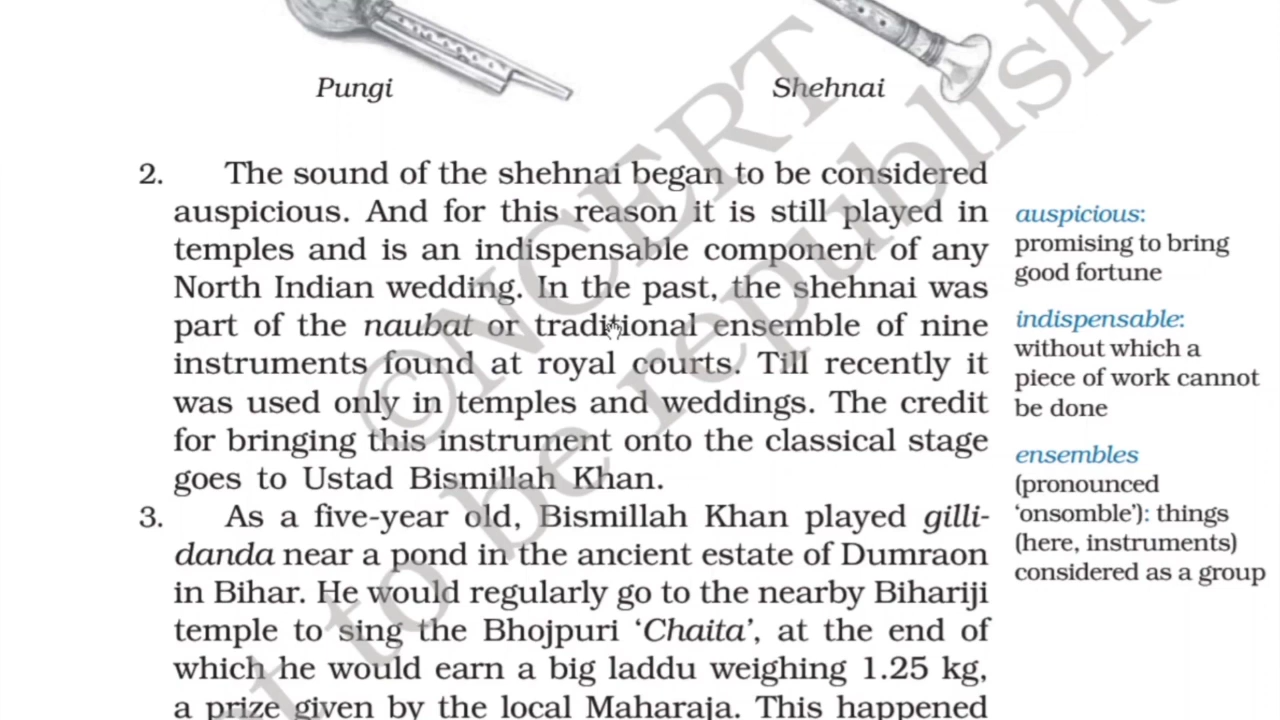 Pungi
Shehnai
2. The sound of the shehnai began to be considered
auspicious. And for this reason it is still played in
temples and is an indispensable component of any
North Indian wedding. In the past, the shehnai was
part of the naubat or traditional ensemble of nine
instruments found at royal courts. Till recently it
was used only in temples and weddings. The credit
for bringing this instrument onto the classical stage
goes to Ustad Bismillah Khan.
3. As a five-year old, Bismillah Khan played gilli-
danda near a pond in the ancient estate of Dumraon
in Bihar. He would regularly go to the nearby Bihariji
temple to sing the Bhojpuri ‘Chaita’, at the end of
which he would earn a big laddu weighing 1.25 kg,
a prize given by the local Maharaja. This happened
auspicious:
promising to bring
good fortune
indispensable:
without which a
piece of work cannot
be done
ensembles
(pronounced
‘onsomble’): things
(here, instruments)
considered as a group
©NCERT
not to be republished